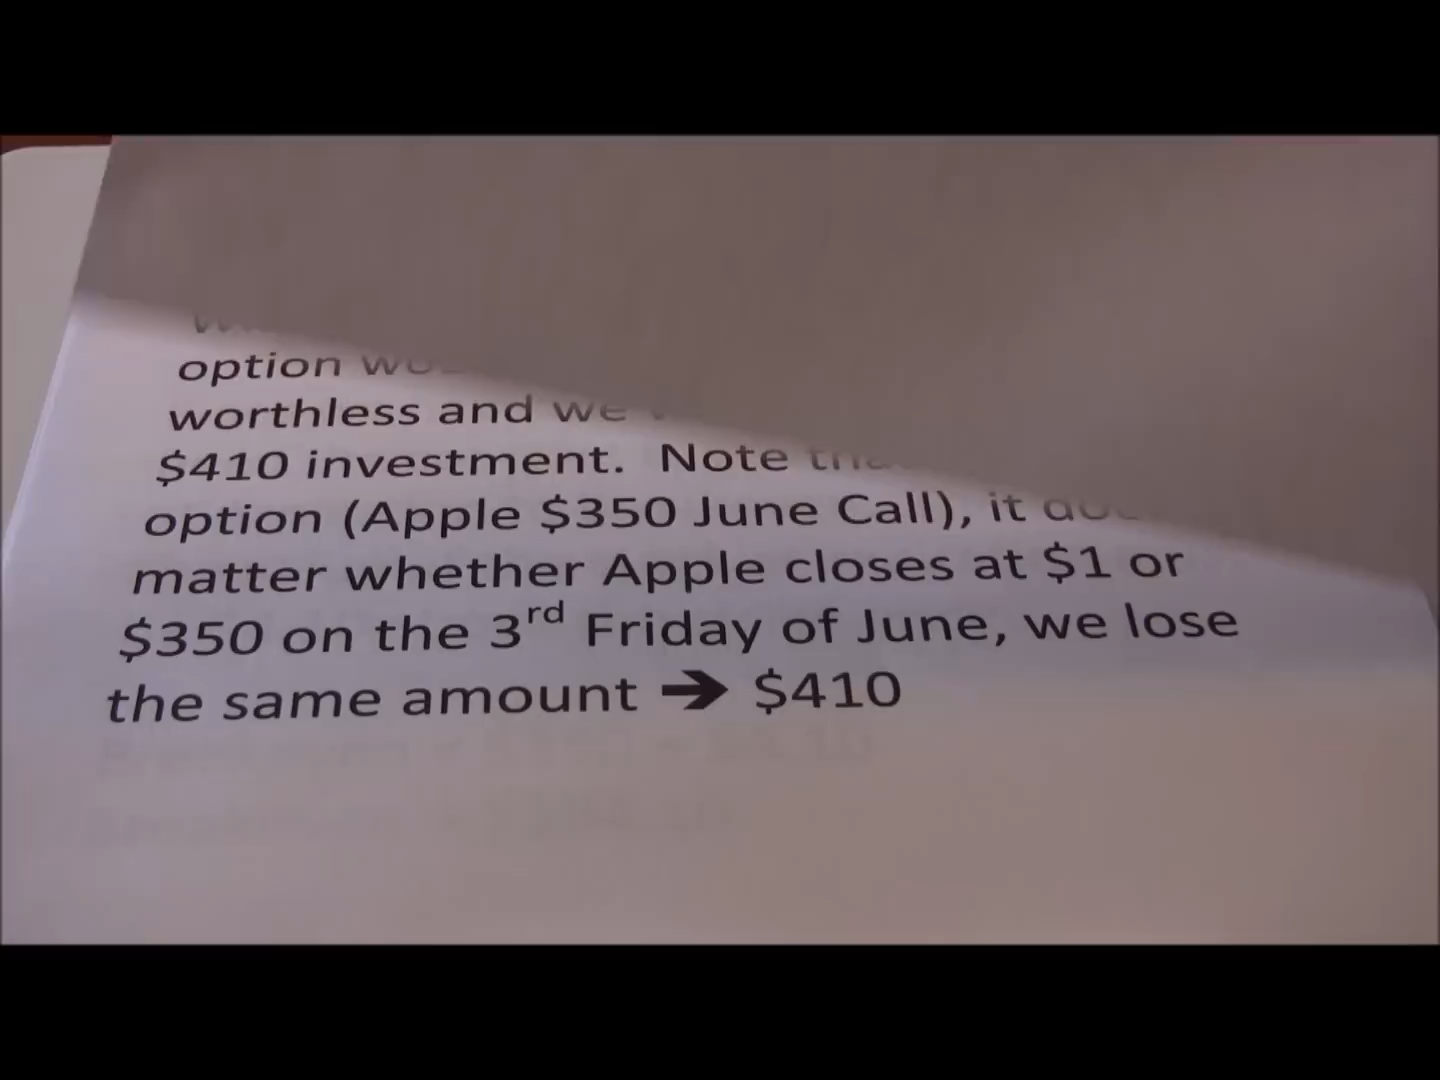 option
worthless and we
$410 investment. Note
option (Apple $350 June Call), it
matter whether Apple closes at $1 or
$350 on the 3rd Friday of June, we lose
the same amount ➔ $410